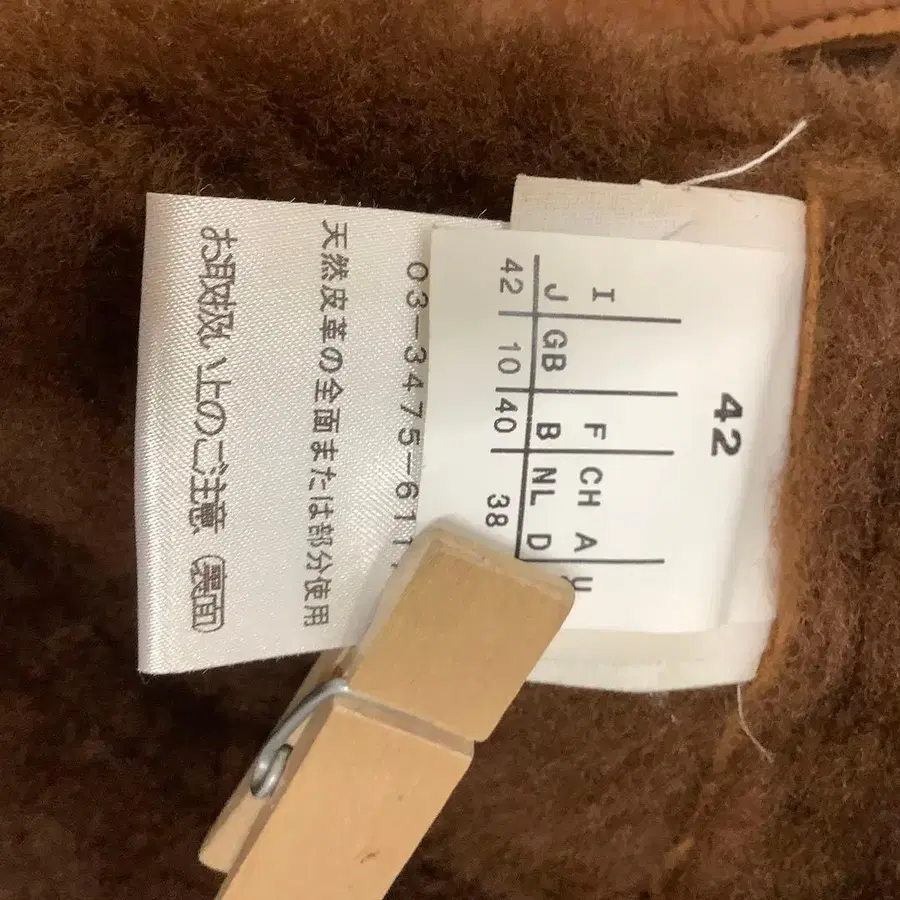 42
I F CH A
J GB B NL D
42 10 40 38
03-3475-611
天然皮革の全面または部分使用
お取扱い上のご注意(裏面)